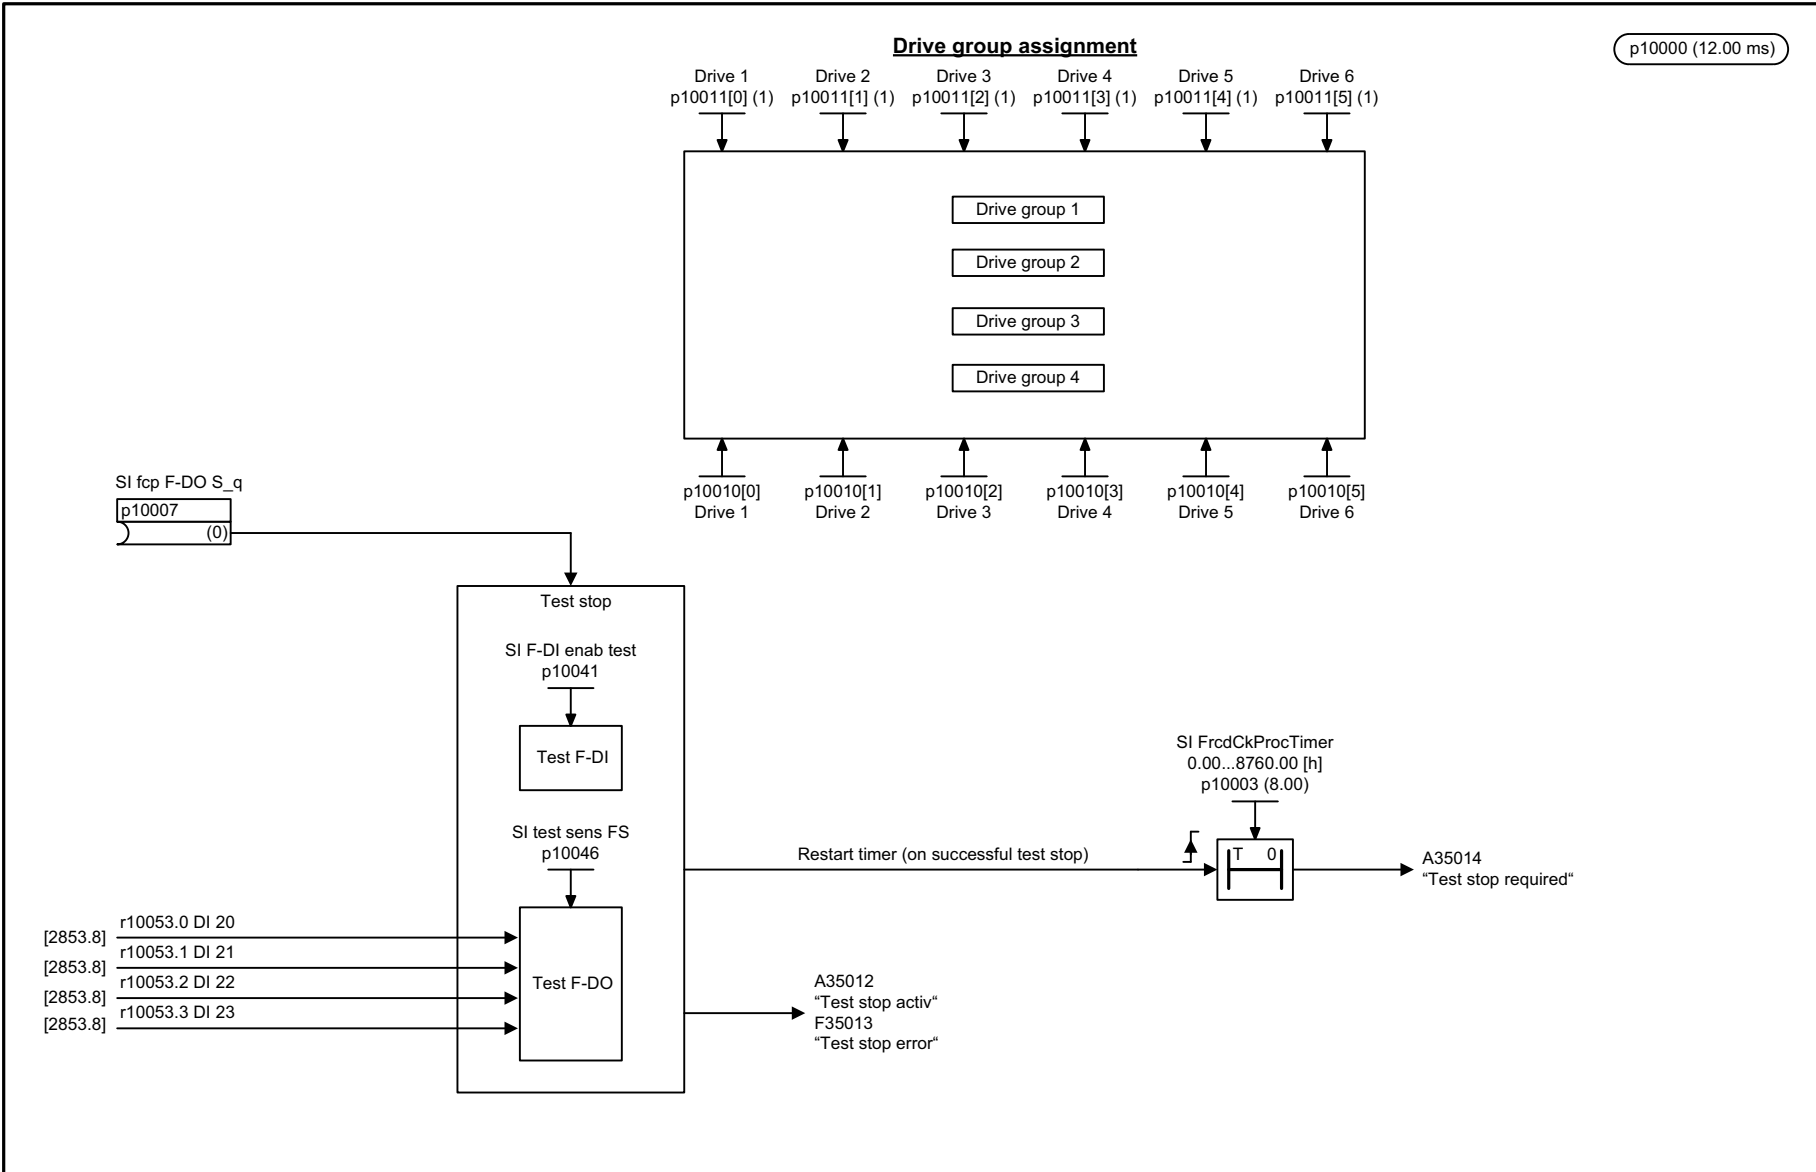 Drive group assignment
p10000 (12.00 ms)
Drive 1 Drive 2 Drive 3 Drive 4 Drive 5 Drive 6
p10011[0] (1) p10011[1] (1) p10011[2] (1) p10011[3] (1) p10011[4] (1) p10011[5] (1)
Drive group 1
Drive group 2
Drive group 3
Drive group 4
p10010[0] p10010[1] p10010[2] p10010[3] p10010[4] p10010[5]
Drive 1 Drive 2 Drive 3 Drive 4 Drive 5 Drive 6
SI fcp F-DO S_q
p10007
(0)
Test stop
SI F-DI enab test
p10041
Test F-DI
SI test sens FS
p10046
Test F-DO
[2853.8] r10053.0 DI 20
[2853.8] r10053.1 DI 21
[2853.8] r10053.2 DI 22
[2853.8] r10053.3 DI 23
Restart timer (on successful test stop)
SI FrcdCkProcTimer
0.00...8760.00 [h]
p10003 (8.00)
T 0
A35014
“Test stop required“
A35012
“Test stop activ“
F35013
“Test stop error“